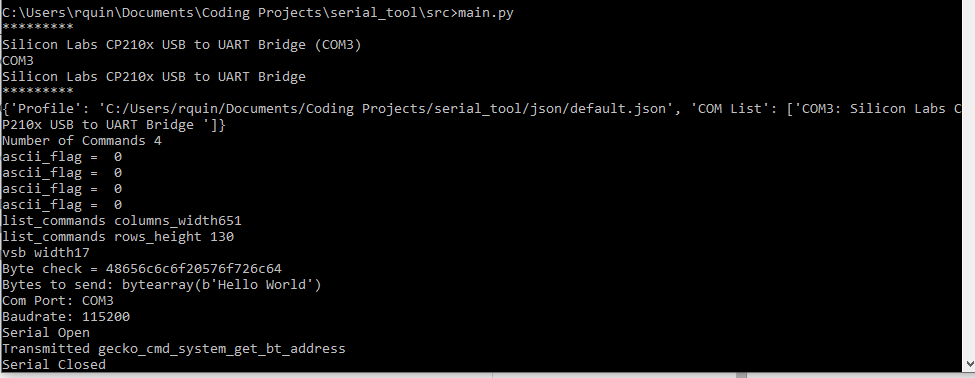 C:\Users\rquin\Documents\Coding Projects\serial_tool\src>main.py
*********
Silicon Labs CP210x USB to UART Bridge (COM3)
COM3
Silicon Labs CP210x USB to UART Bridge
*********
{'Profile': 'C:/Users/rquin/Documents/Coding Projects/serial_tool/json/default.json', 'COM List': ['COM3: Silicon Labs C
P210x USB to UART Bridge ']}
Number of Commands 4
ascii_flag =  0
ascii_flag =  0
ascii_flag =  0
ascii_flag =  0
list_commands columns_width651
list_commands rows_height 130
vsb width17
Byte check = 48656c6c6f20576f726c64
Bytes to send: bytearray(b'Hello World')
Com Port: COM3
Baudrate: 115200
Serial Open
Transmitted gecko_cmd_system_get_bt_address
Serial Closed